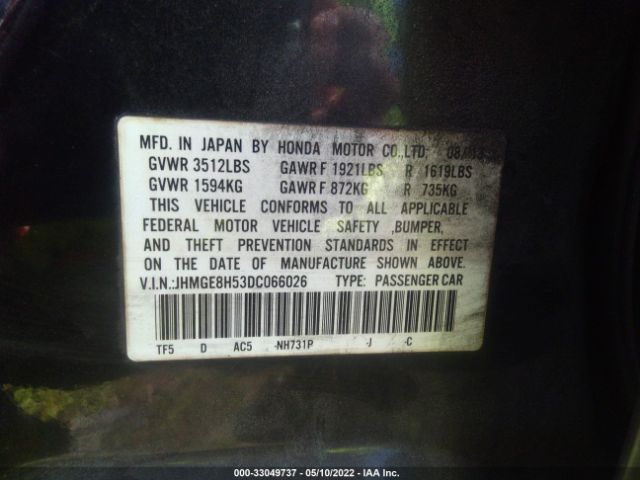 MFD. IN JAPAN BY HONDA MOTOR CO.,LTD;
GVWR 3512LBS GAWR F 1921LBS R 1619LBS
GVWR 1594KG GAWR F 872KG R 735KG
THIS VEHICLE CONFORMS TO ALL APPLICABLE
FEDERAL MOTOR VEHICLE SAFETY ,BUMPER,
AND THEFT PREVENTION STANDARDS IN EFFECT
ON THE DATE OF MANUFACTURE SHOWN ABOVE.
V.I.N.:JHMGE8H53DC066026 TYPE: PASSENGER CAR
TF5 D AC5 -NH731P -J -C
000-33049737 - 05/10/2022 - IAA Inc.